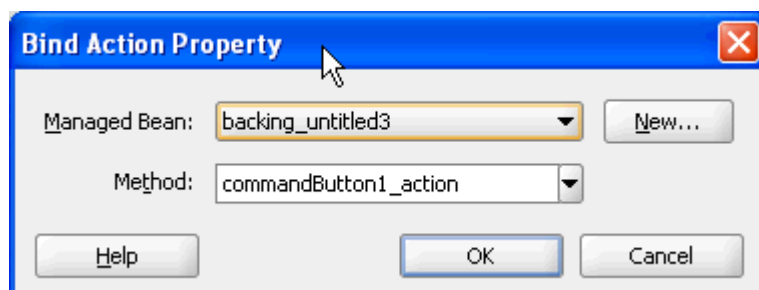 Bind Action Property
Managed Bean: backing_untitled3 New...
Method: commandButton1_action
Help OK Cancel